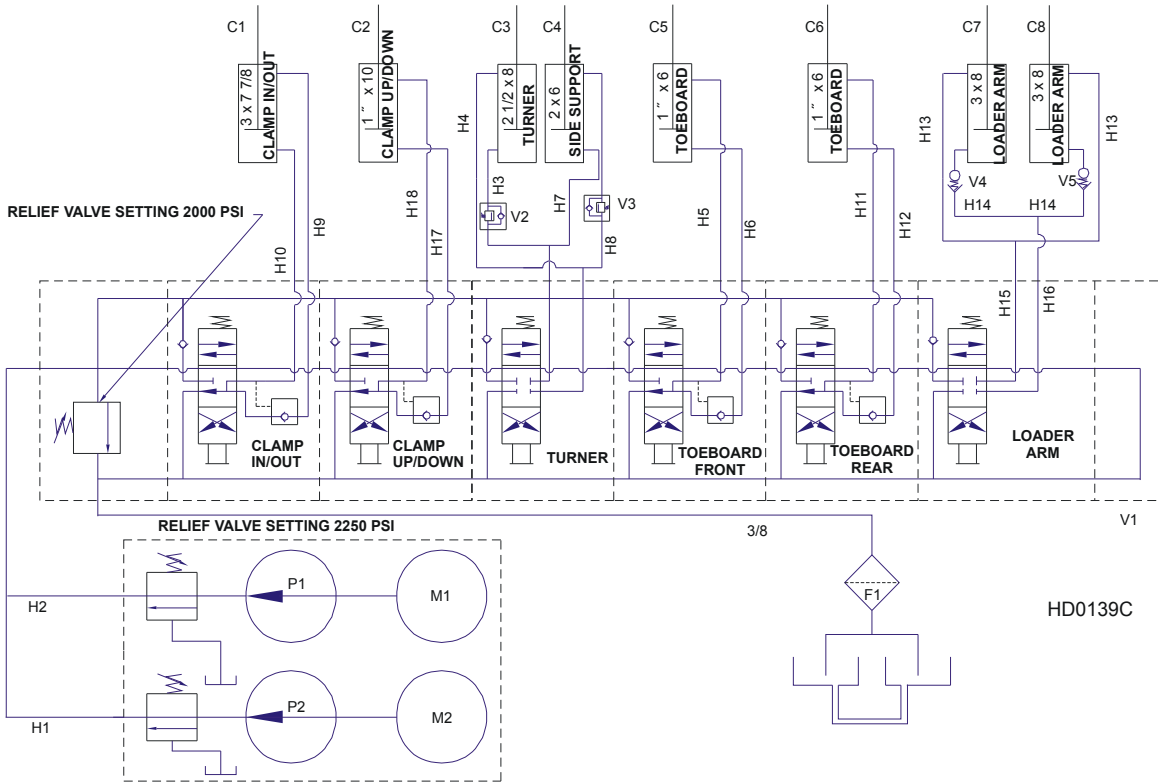 C1
C2
C3
C4
C5
C6
C7
C8
3 x 7 7/8
CLAMP IN/OUT
1 ˝ x 10
CLAMP UP/DOWN
2 1/2 x 8
TURNER
2 x 6
SIDE SUPPORT
1 ˝ x 6
TOEBOARD
1 ˝ x 6
TOEBOARD
3 x 8
LOADER ARM
3 x 8
LOADER ARM
H4
H13
H13
H3
V4
V5
H14
H14
RELIEF VALVE SETTING 2000 PSI
H10
H9
H18
H17
V2
H7
V3
H8
H5
H6
H11
H12
H15
H16
CLAMP
IN/OUT
CLAMP
UP/DOWN
TURNER
TOEBOARD
FRONT
TOEBOARD
REAR
LOADER
ARM
V1
RELIEF VALVE SETTING 2250 PSI
3/8
P1
M1
F1
H2
HD0139C
P2
M2
H1